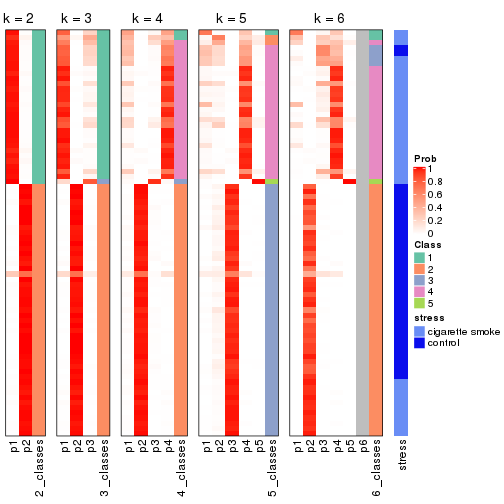 k = 2
k = 3
k = 4
k = 5
k = 6
p1
p2
2_classes
p1
p2
p3
3_classes
p1
p2
p3
p4
4_classes
p1
p2
p3
p4
p5
5_classes
p1
p2
p3
p4
p5
p6
6_classes
stress
Prob
1
0.8
0.6
0.4
0.2
0
Class
1
2
3
4
5
stress
cigarette smoke
control